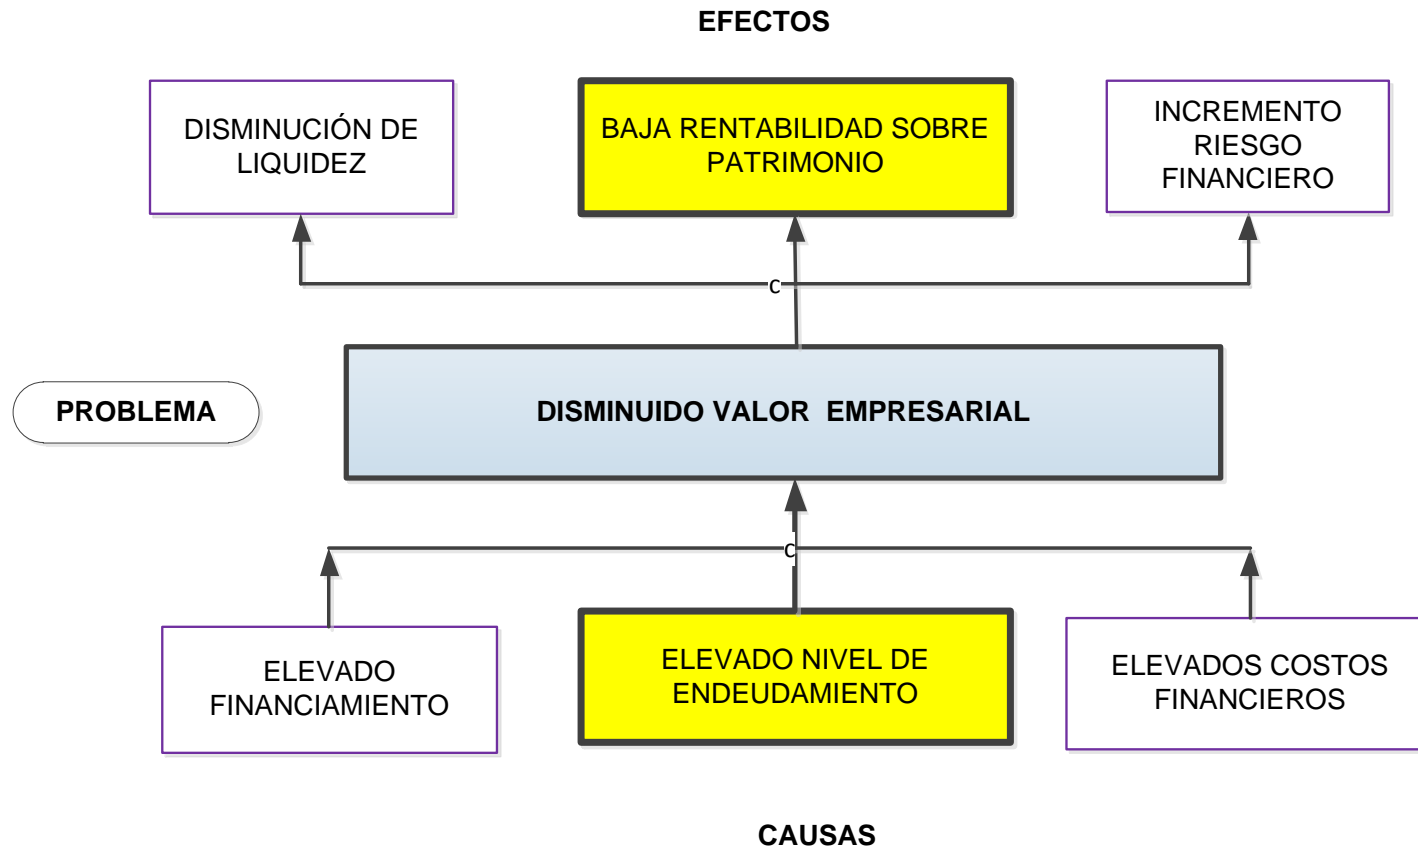 EFECTOS
DISMINUCIÓN DE
LIQUIDEZ
BAJA RENTABILIDAD SOBRE
PATRIMONIO
INCREMENTO
RIESGO
FINANCIERO
c
PROBLEMA
DISMINUIDO VALOR EMPRESARIAL
c
ELEVADO
FINANCIAMIENTO
ELEVADO NIVEL DE
ENDEUDAMIENTO
ELEVADOS COSTOS
FINANCIEROS
CAUSAS